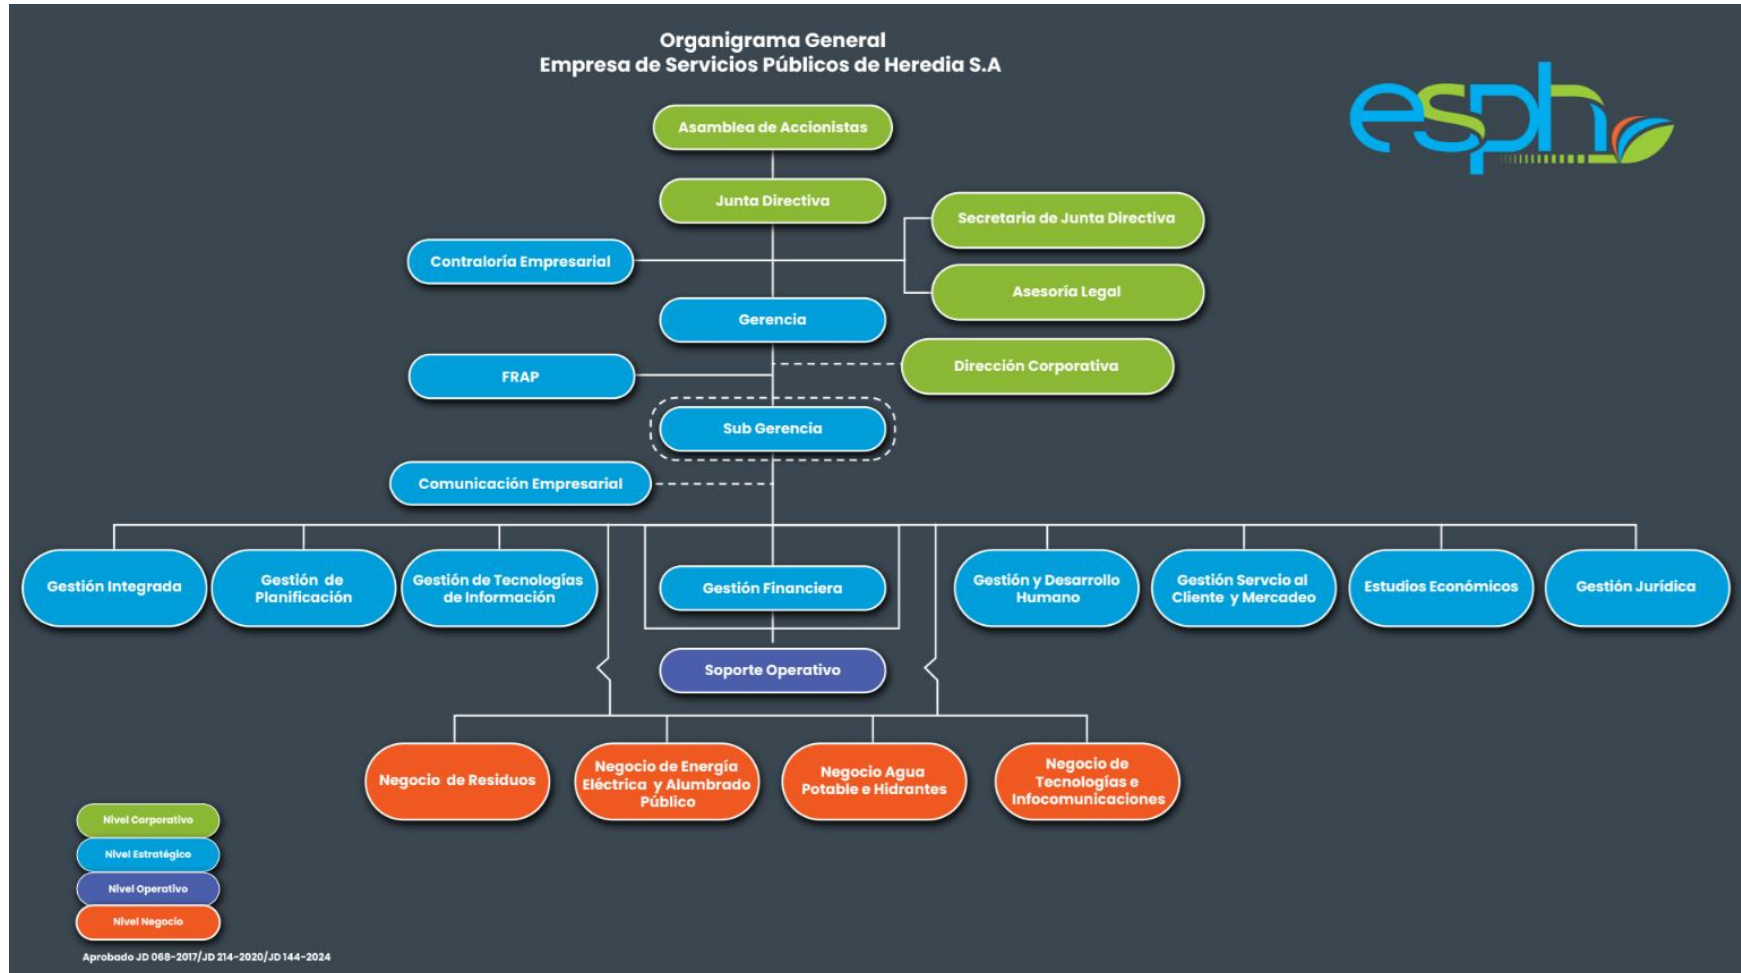 Organigrama General
Empresa de Servicios Públicos de Heredia S.A
esph
Asamblea de Accionistas
Junta Directiva
Secretaria de Junta Directiva
Contraloría Empresarial
Asesoría Legal
Gerencia
Dirección Corporativa
FRAP
Sub Gerencia
Comunicación Empresarial
Gestión Integrada
Gestión de
Planificación
Gestión de Tecnologías
de Información
Gestión Financiera
Gestión y Desarrollo
Humano
Gestión Servcio al
Cliente y Mercadeo
Estudios Económicos
Gestión Jurídica
Soporte Operativo
Negocio de Residuos
Negocio de Energía
Eléctrica y Alumbrado
Público
Negocio Agua
Potable e Hidrantes
Negocio de
Tecnologías e
Infocomunicaciones
Nivel Corporativo
Nivel Estratégico
Nivel Operativo
Nivel Negocio
Aprobado JD 068-2017/JD 214-2020/JD 144-2024